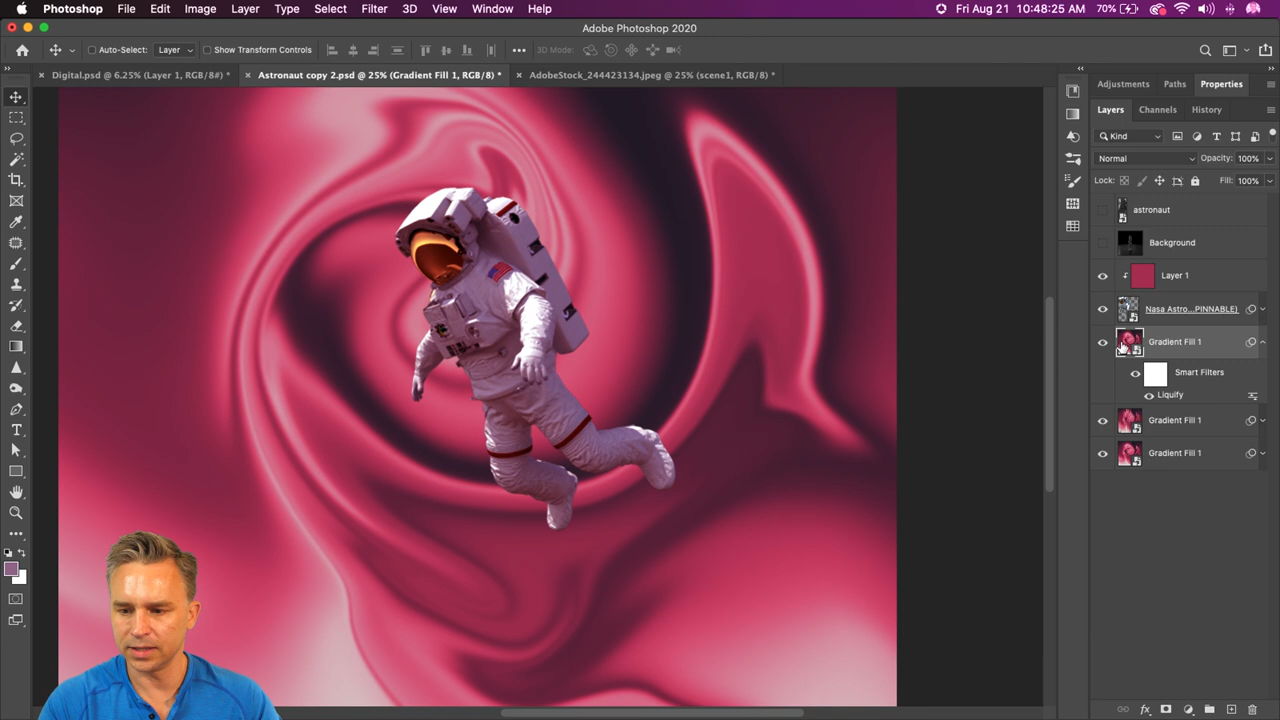 Photoshop File Edit Image Layer Type Select Filter 3D View Window Help 70% Fri Aug 21 10:48:25 AM
Adobe Photoshop 2020
Auto-Select: Layer Show Transform Controls 3D Mode:
Digital.psd @ 6.25% (Layer 1, RGB/8#) * Astronaut copy 2.psd @ 25% (Gradient Fill 1, RGB/8) * AdobeStock_244423134.jpeg @ 25% (scene1, RGB/8) *
Adjustments Paths Properties
Layers Channels History
Kind
Normal Opacity: 100%
Lock: Fill: 100%
astronaut
Background
Layer 1
Nasa Astro...PINNABLE)
Gradient Fill 1
Smart Filters
Liquify
Gradient Fill 1
Gradient Fill 1